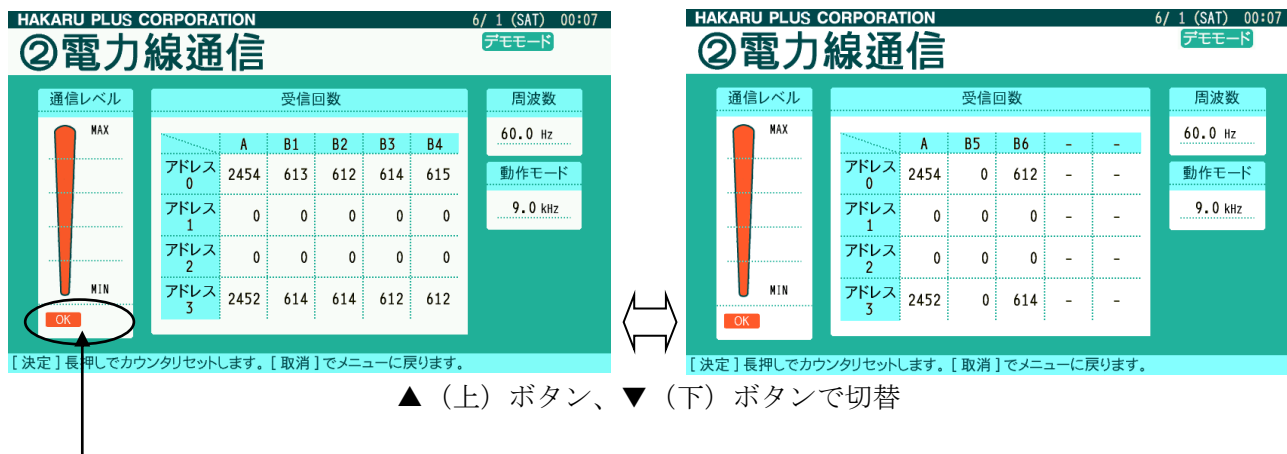 HAKARU PLUS CORPORATION 6/ 1 (SAT) 00:07
②電力線通信 デモモード
通信レベル 受信回数 周波数
MAX
60.0 Hz
A B1 B2 B3 B4
アドレス0 2454 613 612 614 615
動作モード
アドレス1 0 0 0 0 0
9.0 kHz
アドレス2 0 0 0 0 0
MIN
アドレス3 2452 614 614 612 612
OK
[決定]長押しでカウンタリセットします。[取消]でメニューに戻ります。
HAKARU PLUS CORPORATION 6/ 1 (SAT) 00:07
②電力線通信 デモモード
通信レベル 受信回数 周波数
MAX
60.0 Hz
A B5 B6 - -
アドレス0 2454 0 612 - -
動作モード
アドレス1 0 0 0 - -
9.0 kHz
アドレス2 0 0 0 - -
MIN
アドレス3 2452 0 614 - -
OK
[決定]長押しでカウンタリセットします。[取消]でメニューに戻ります。
▲（上）ボタン、▼（下）ボタンで切替